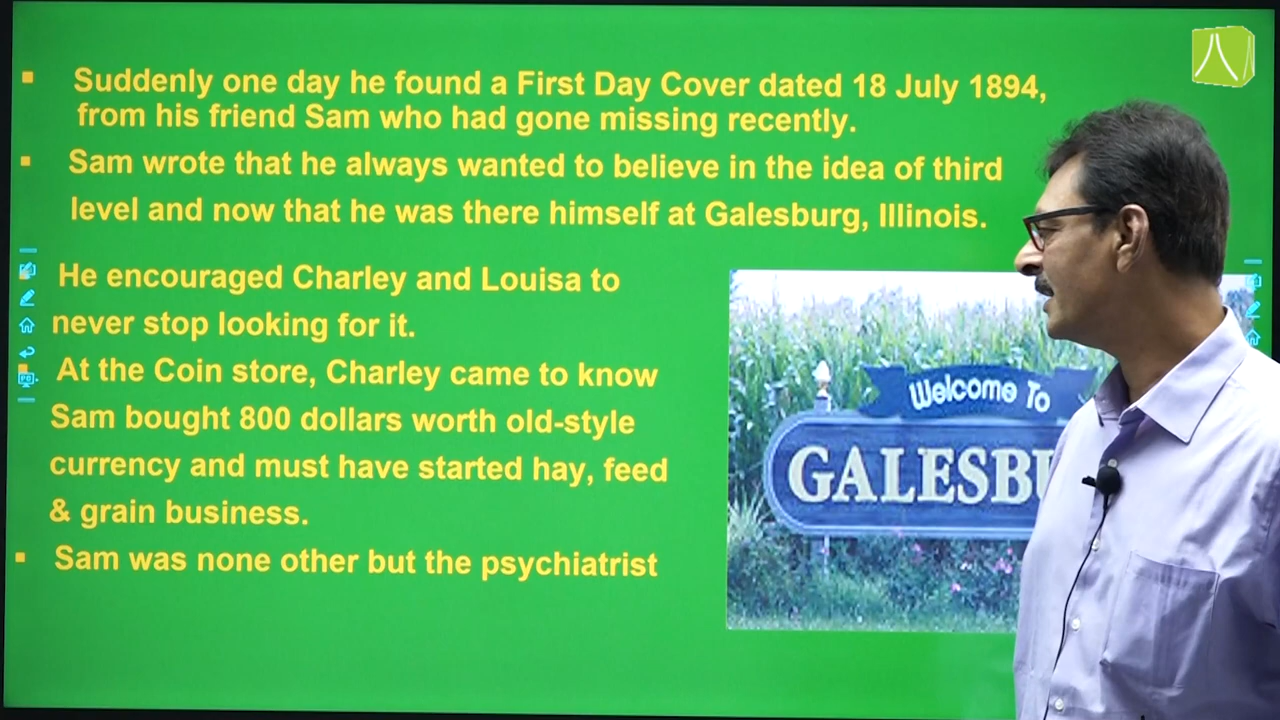 Suddenly one day he found a First Day Cover dated 18 July 1894,
from his friend Sam who had gone missing recently.
Sam wrote that he always wanted to believe in the idea of third
level and now that he was there himself at Galesburg, Illinois.
He encouraged Charley and Louisa to
never stop looking for it.
At the Coin store, Charley came to know
Sam bought 800 dollars worth old-style
currency and must have started hay, feed
& grain business.
Sam was none other but the psychiatrist
Welcome To
GALESBU